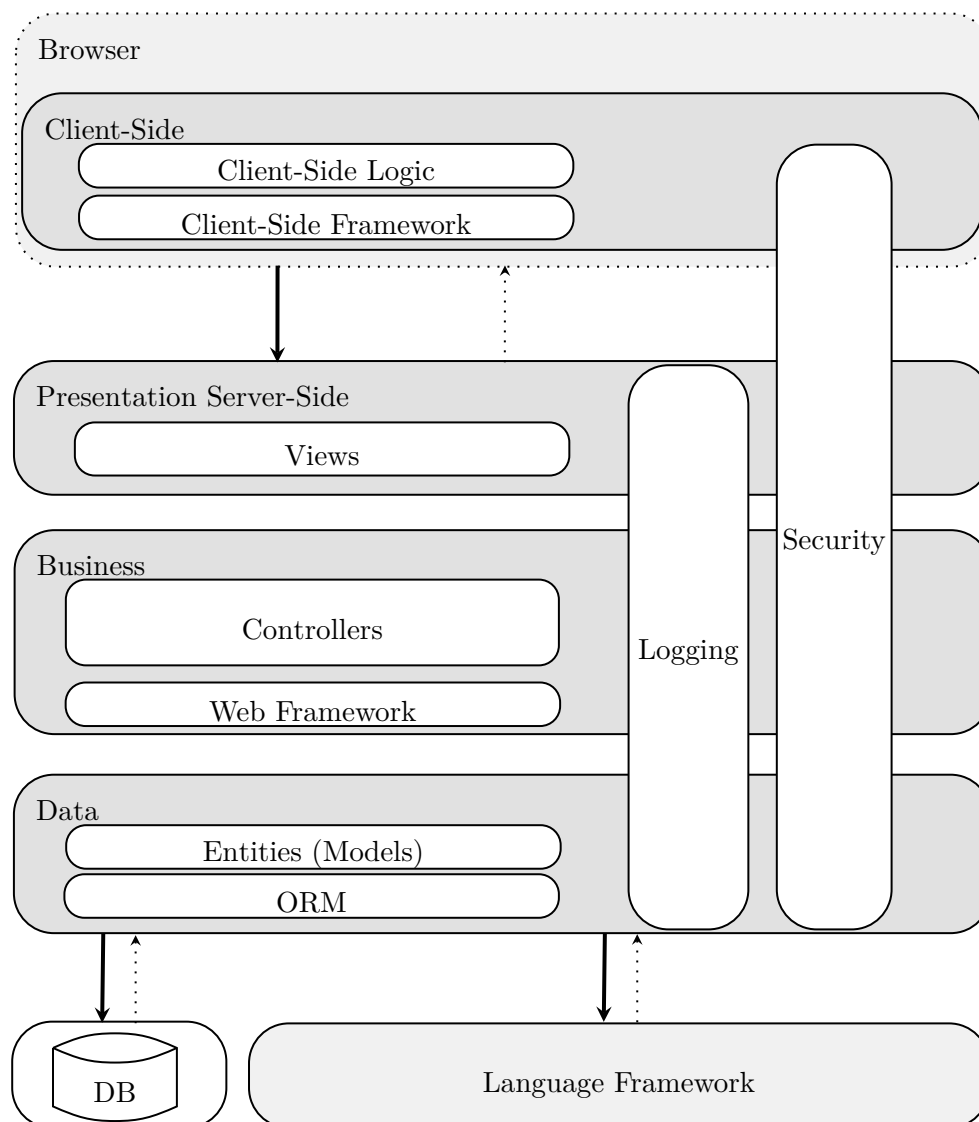 Browser
Client-Side
Client-Side Logic
Client-Side Framework
Presentation Server-Side
Views
Security
Business
Controllers
Logging
Web Framework
Data
Entities (Models)
ORM
DB
Language Framework